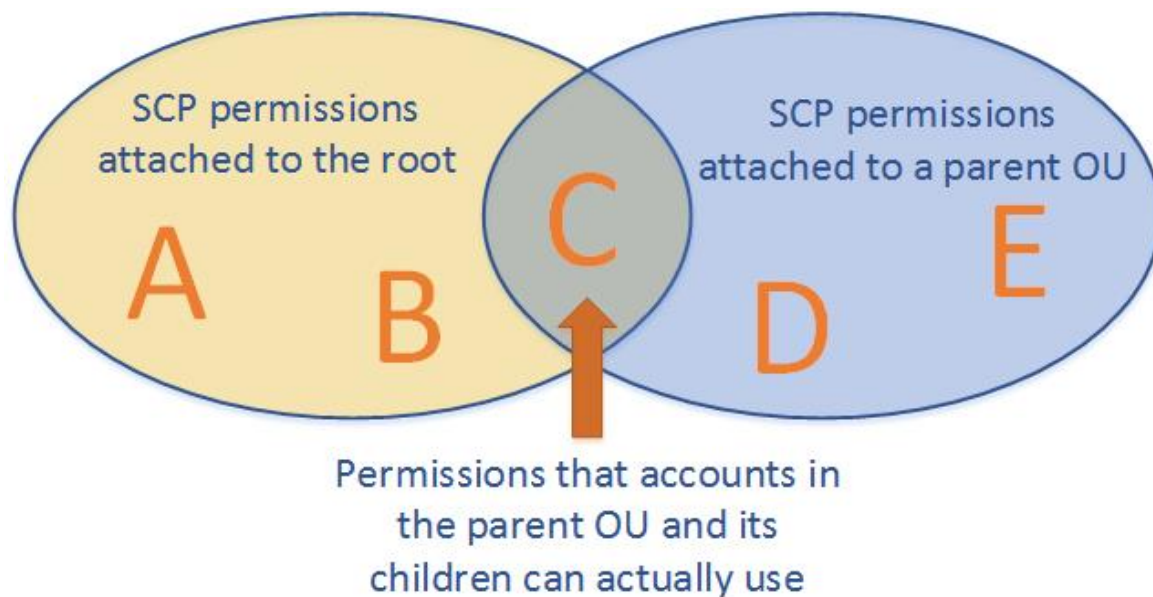 SCP permissions
attached to the root
SCP permissions
attached to a parent OU
A
B
C
D
E
Permissions that accounts in
the parent OU and its
children can actually use